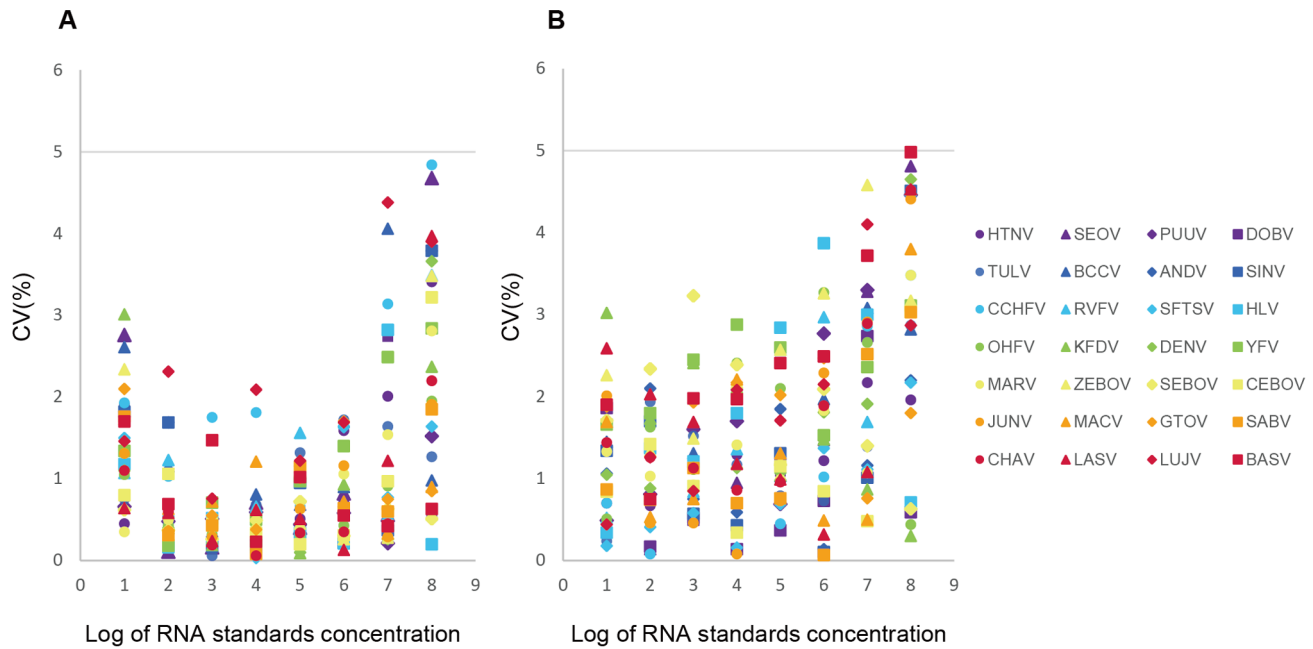 A
B
6
5
4
3
2
1
0
CV(%)
0 1 2 3 4 5 6 7 8 9
Log of RNA standards concentration
6
5
4
3
2
1
0
CV(%)
0 1 2 3 4 5 6 7 8 9
Log of RNA standards concentration
HTNV SEOV PUUV DOBV
TULV BCCV ANDV SINV
CCHFV RVFV SFTSV HLV
OHFV KFDV DENV YFV
MARV ZEBOV SEBOV CEBOV
JUNV MACV GTOV SABV
CHAV LASV LUJV BASV